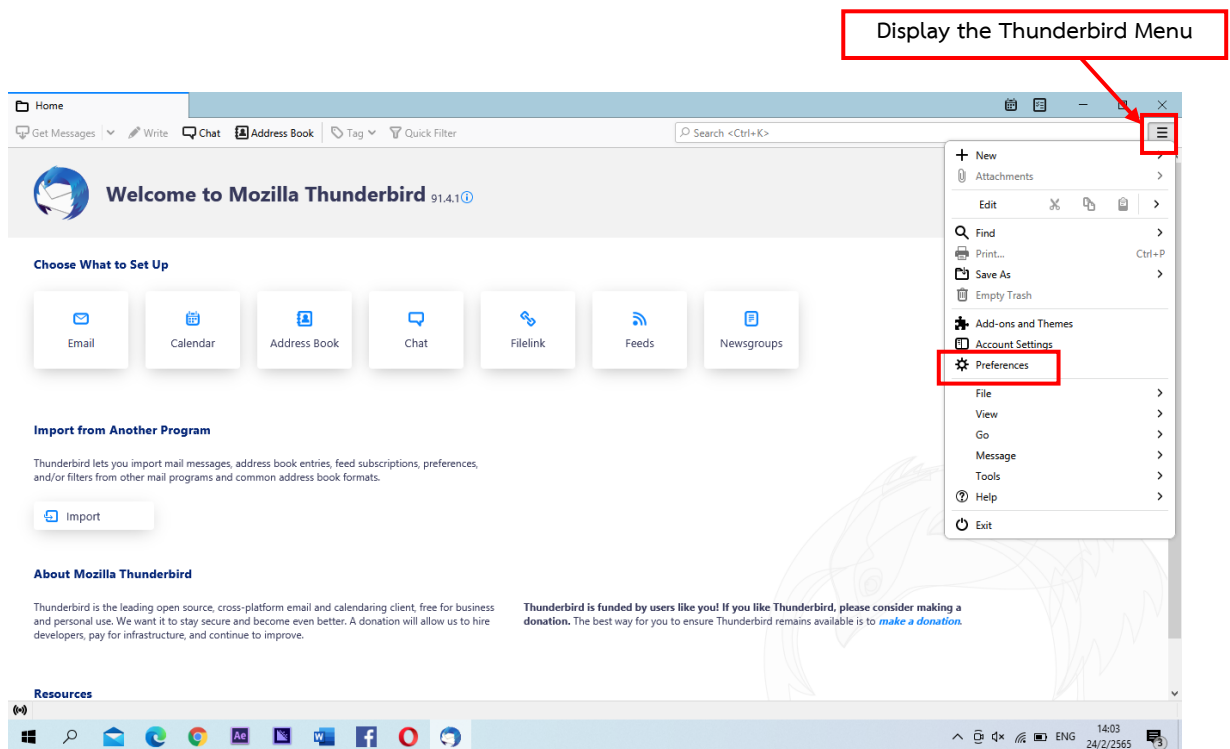 Display the Thunderbird Menu
Home
Get Messages Write Chat Address Book Tag Quick Filter Search <Ctrl+K>
Welcome to Mozilla Thunderbird 91.4.1
Choose What to Set Up
Email Calendar Address Book Chat Filelink Feeds Newsgroups
Import from Another Program
Thunderbird lets you import mail messages, address book entries, feed subscriptions, preferences,
and/or filters from other mail programs and common address book formats.
Import
About Mozilla Thunderbird
Thunderbird is the leading open source, cross-platform email and calendaring client, free for business
and personal use. We want it to stay secure and become even better. A donation will allow us to hire
developers, pay for infrastructure, and continue to improve.
Thunderbird is funded by users like you! If you like Thunderbird, please consider making a
donation. The best way for you to ensure Thunderbird remains available is to make a donation.
Resources
New
Attachments
Edit
Find
Print... Ctrl+P
Save As
Empty Trash
Add-ons and Themes
Account Settings
Preferences
File
View
Go
Message
Tools
Help
Exit
Ae
W
ENG
14:03
24/2/2565
3